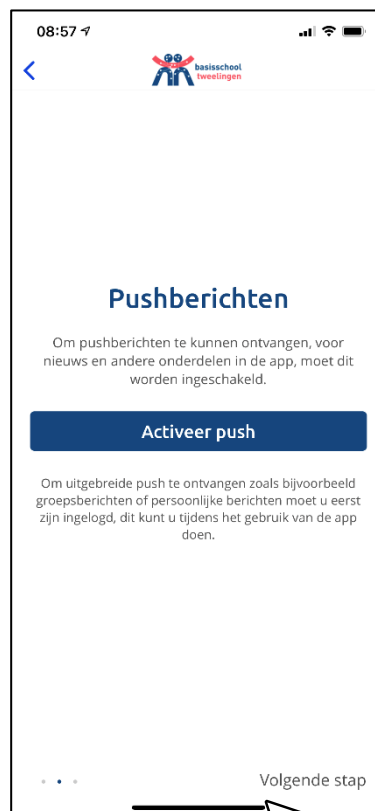 08:57
basisschool
tweelingen
Pushberichten
Om pushberichten te kunnen ontvangen, voor
nieuws en andere onderdelen in de app, moet dit
worden ingeschakeld.
Activeer push
Om uitgebreide push te ontvangen zoals bijvoorbeeld
groepsberichten of persoonlijke berichten moet u eerst
zijn ingelogd, dit kunt u tijdens het gebruik van de app
doen.
Volgende stap